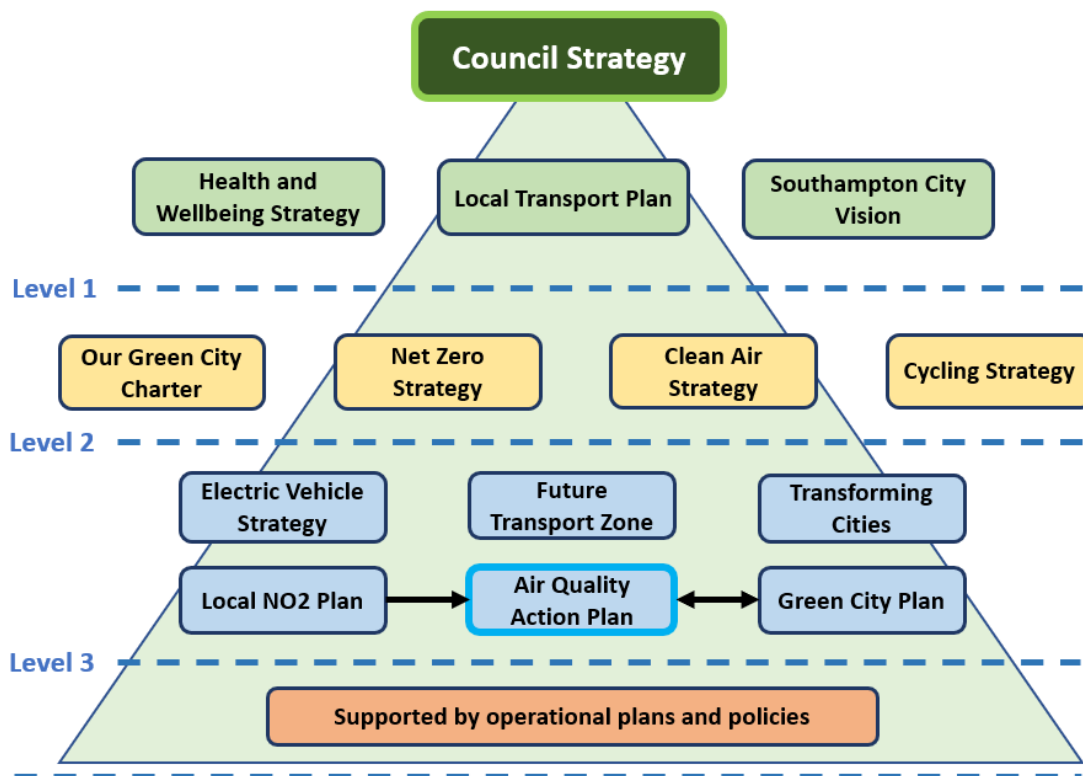 Council Strategy
Health and
Wellbeing Strategy
Local Transport Plan
Southampton City
Vision
Level 1
Our Green City
Charter
Net Zero
Strategy
Clean Air
Strategy
Cycling Strategy
Level 2
Electric Vehicle
Strategy
Future
Transport Zone
Transforming
Cities
Local NO2 Plan
Air Quality
Action Plan
Green City Plan
Level 3
Supported by operational plans and policies